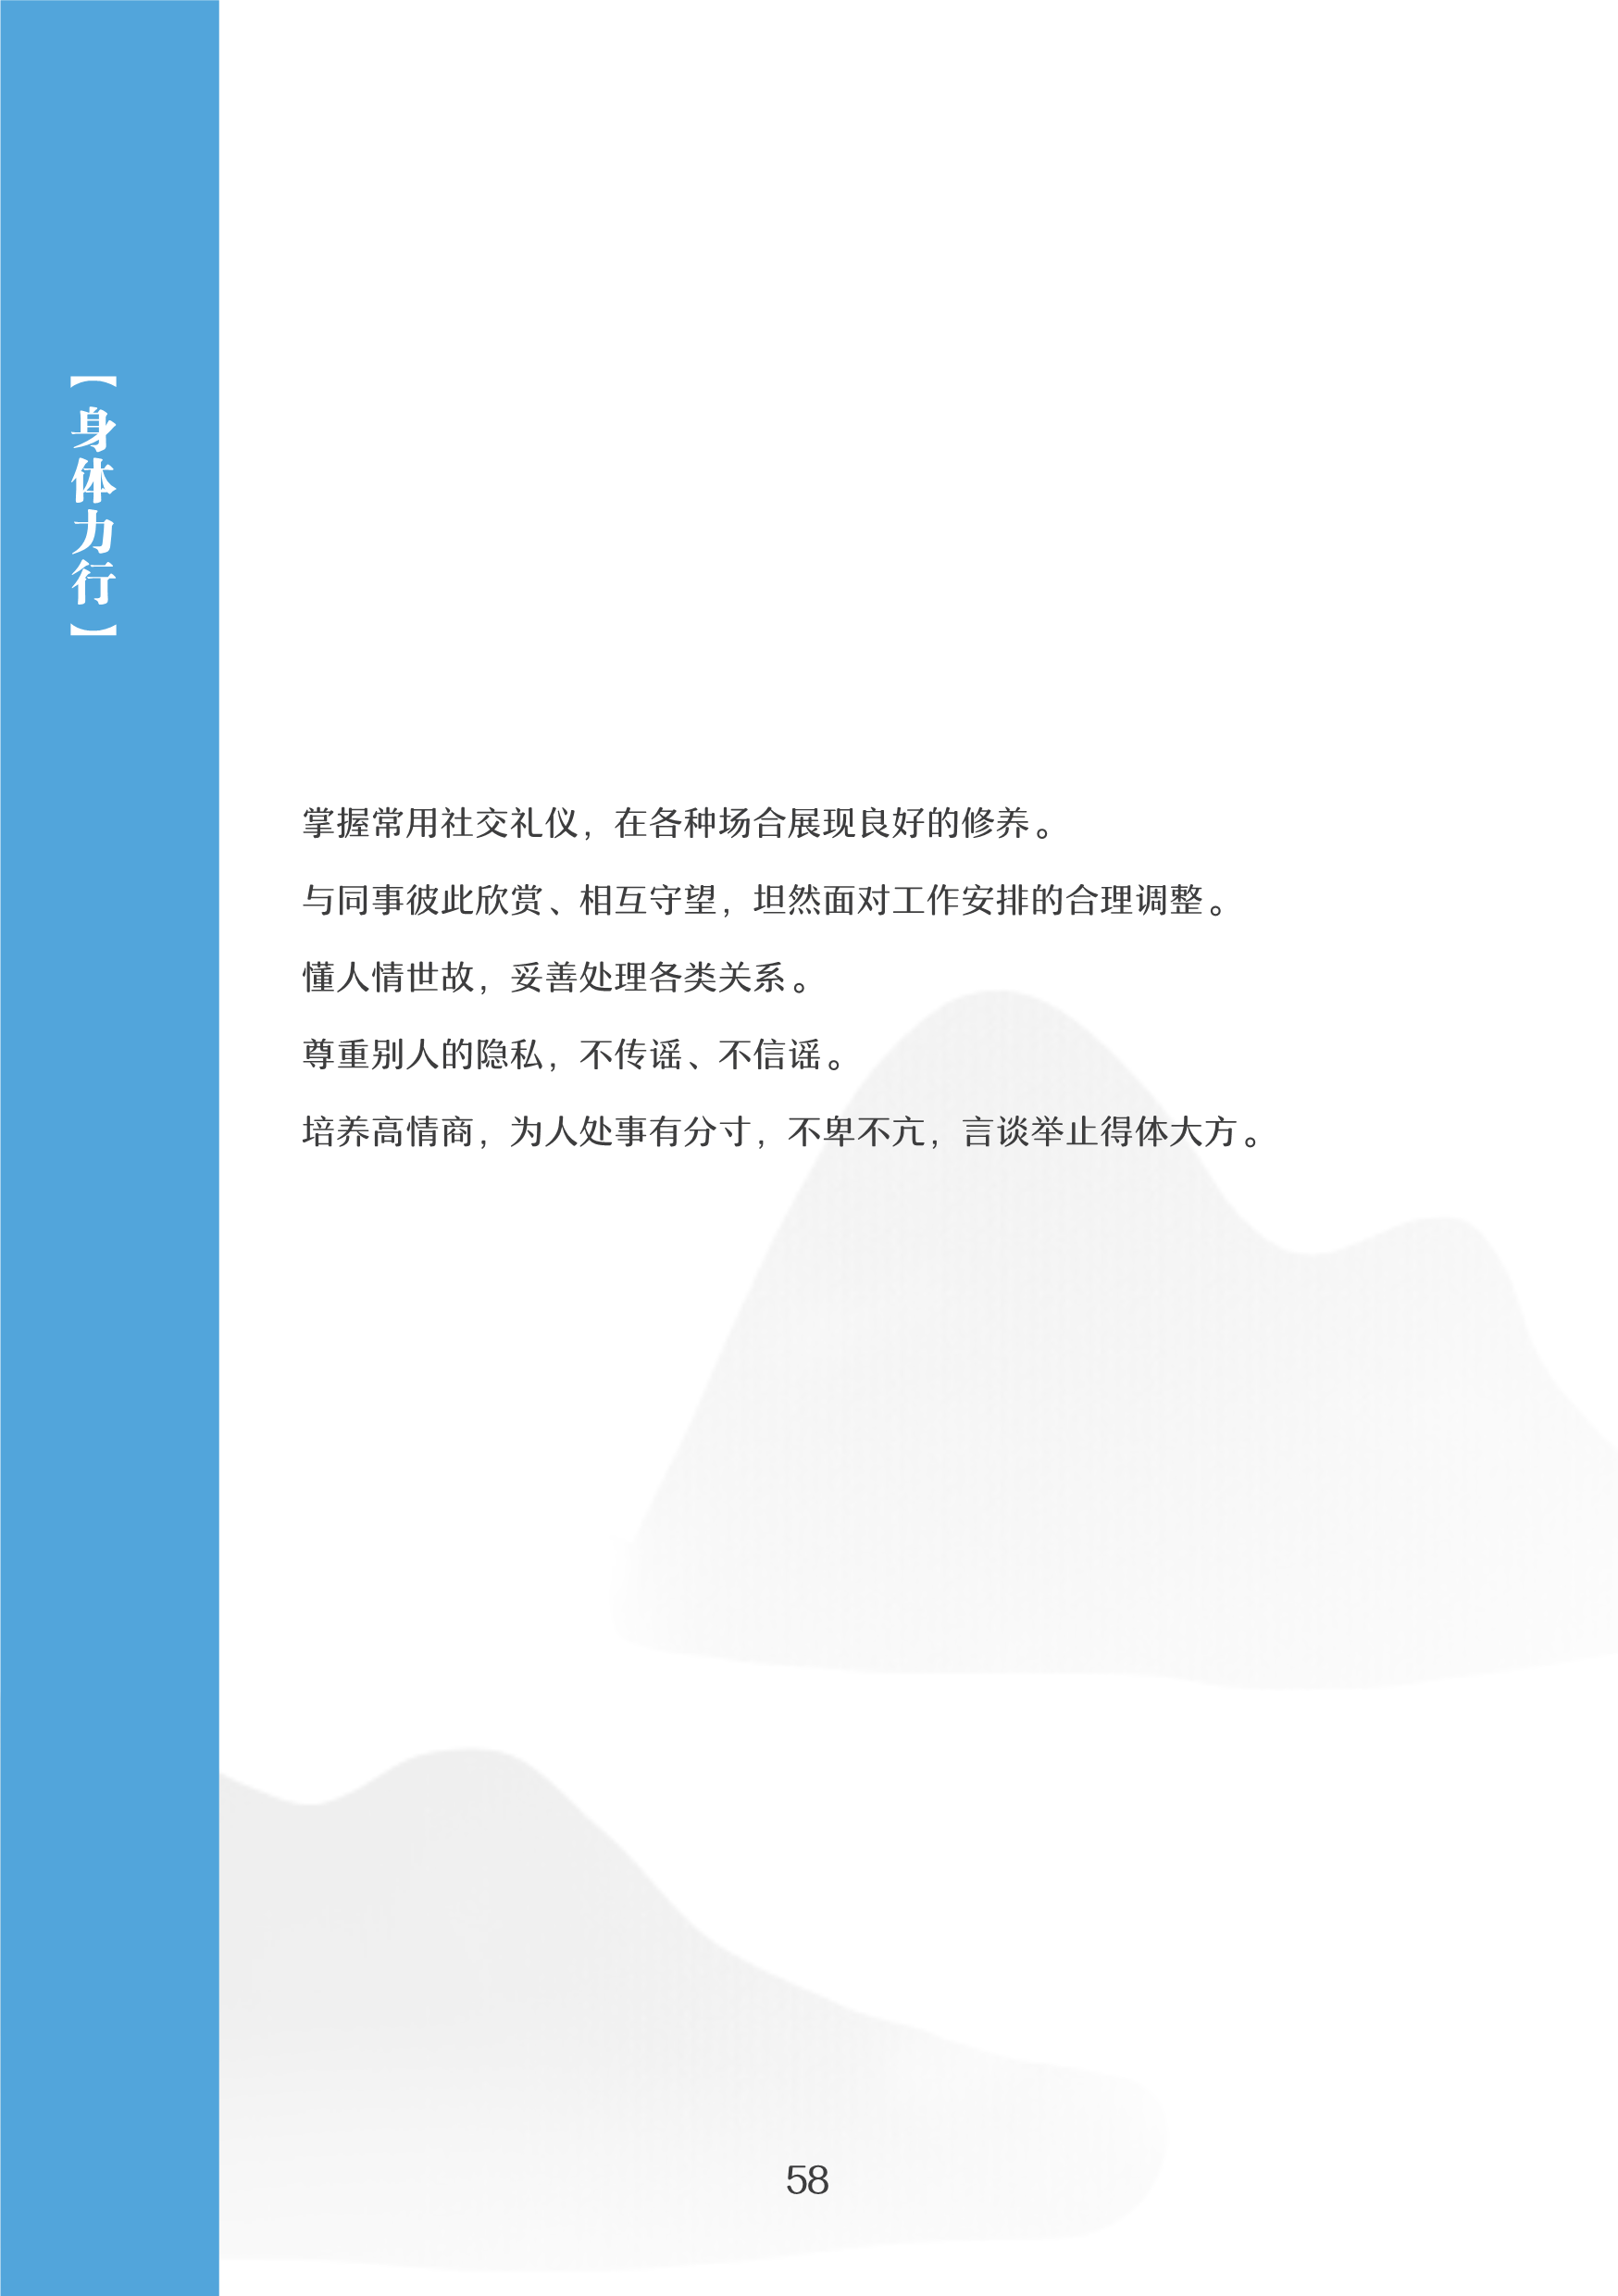 【身体力行】
掌握常用社交礼仪，在各种场合展现良好的修养。
与同事彼此欣赏、相互守望，坦然面对工作安排的合理调整。
懂人情世故，妥善处理各类关系。
尊重别人的隐私，不传谣、不信谣。
培养高情商，为人处事有分寸，不卑不亢，言谈举止得体大方。
58